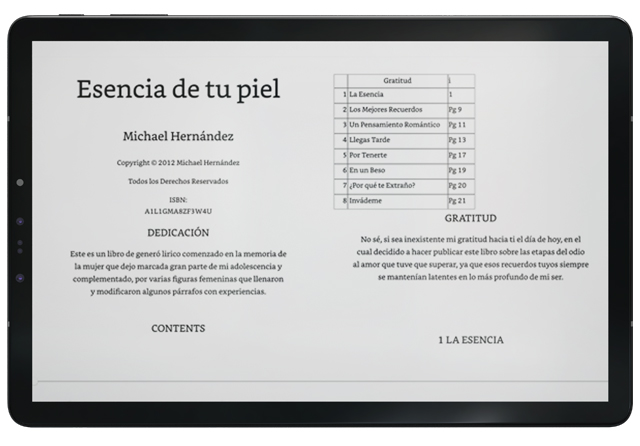 Esencia de tu piel
Michael Hernández
Copyright © 2012 Michael Hernández
Todos los Derechos Reservados
ISBN:
A1L1GMA8ZF3W4U
DEDICACIÓN
Este es un libro de generó lirico comenzado en la memoria de
la mujer que dejo marcada gran parte de mi adolescencia y
complementado, por varias figuras femeninas que llenaron
y modificaron algunos párrafos con experiencias.
CONTENTS
Gratitud i
1 La Esencia 1
2 Los Mejores Recuerdos Pg 9
3 Un Pensamiento Romántico Pg 11
4 Llegas Tarde Pg 13
5 Por Tenerte Pg 17
6 En un Beso Pg 19
7 ¿Por qué te Extraño? Pg 20
8 Invádeme Pg 21
GRATITUD
No sé, si sea inexistente mi gratitud hacia ti el día de hoy, en el
cual decidido a hacer publicar este libro sobre las etapas del odio
al amor que tuve que superar, ya que esos recuerdos tuyos siempre
se mantenían latentes en lo más profundo de mi ser.
1 LA ESENCIA